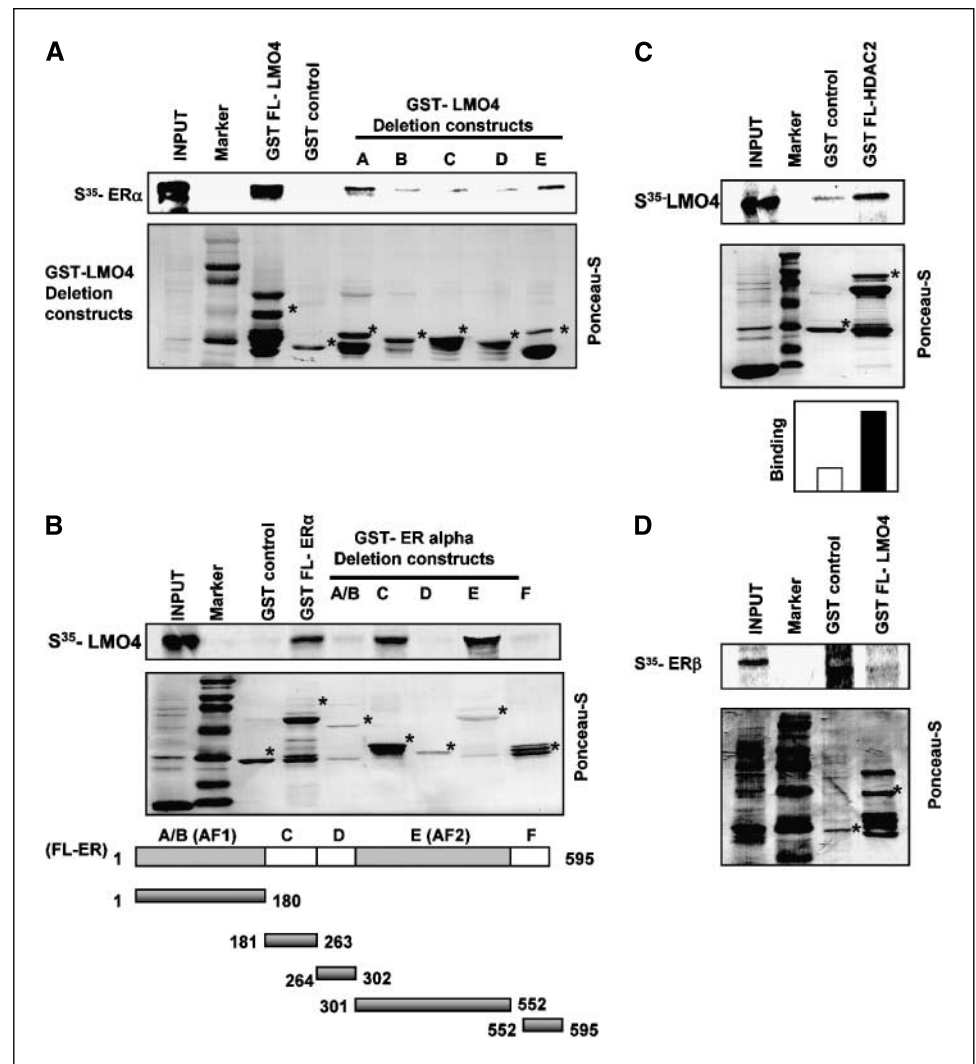 A
INPUT
Marker
GST FL- LMO4
GST control
GST- LMO4
Deletion constructs
A B C D E
S35- ERα
GST-LMO4
Deletion
constructs
* * * * * * *
Ponceau-S
B
INPUT
Marker
GST control
GST FL- ERα
GST- ER alpha
Deletion constructs
A/B C D E F
S35- LMO4
* * * * * * *
Ponceau-S
A/B (AF1) C D E (AF2) F
(FL-ER) 1 595
1 180
181 263
264 302
301 552
552 595
C
INPUT
Marker
GST control
GST FL-HDAC2
S35-LMO4
* *
Ponceau-S
Binding
D
INPUT
Marker
GST control
GST FL- LMO4
S35- ERβ
* *
Ponceau-S